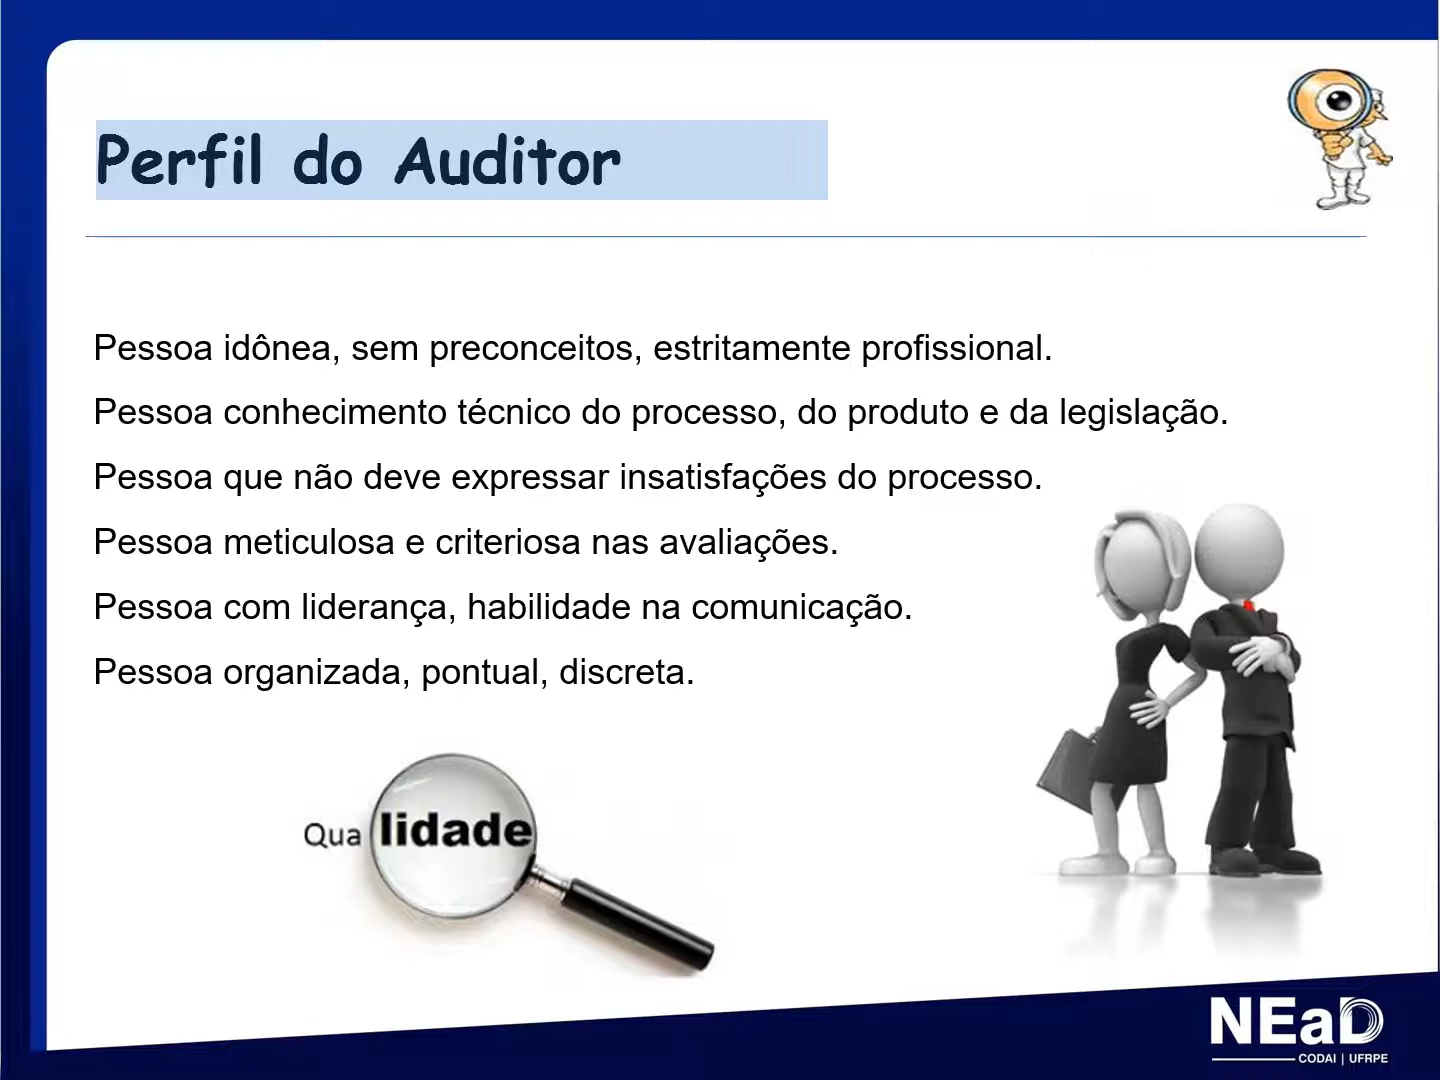 Perfil do Auditor
Pessoa idônea, sem preconceitos, estritamente profissional.
Pessoa conhecimento técnico do processo, do produto e da legislação.
Pessoa que não deve expressar insatisfações do processo.
Pessoa meticulosa e criteriosa nas avaliações.
Pessoa com liderança, habilidade na comunicação.
Pessoa organizada, pontual, discreta.
Qua lidade
NEaD
CODAI | UFRPE